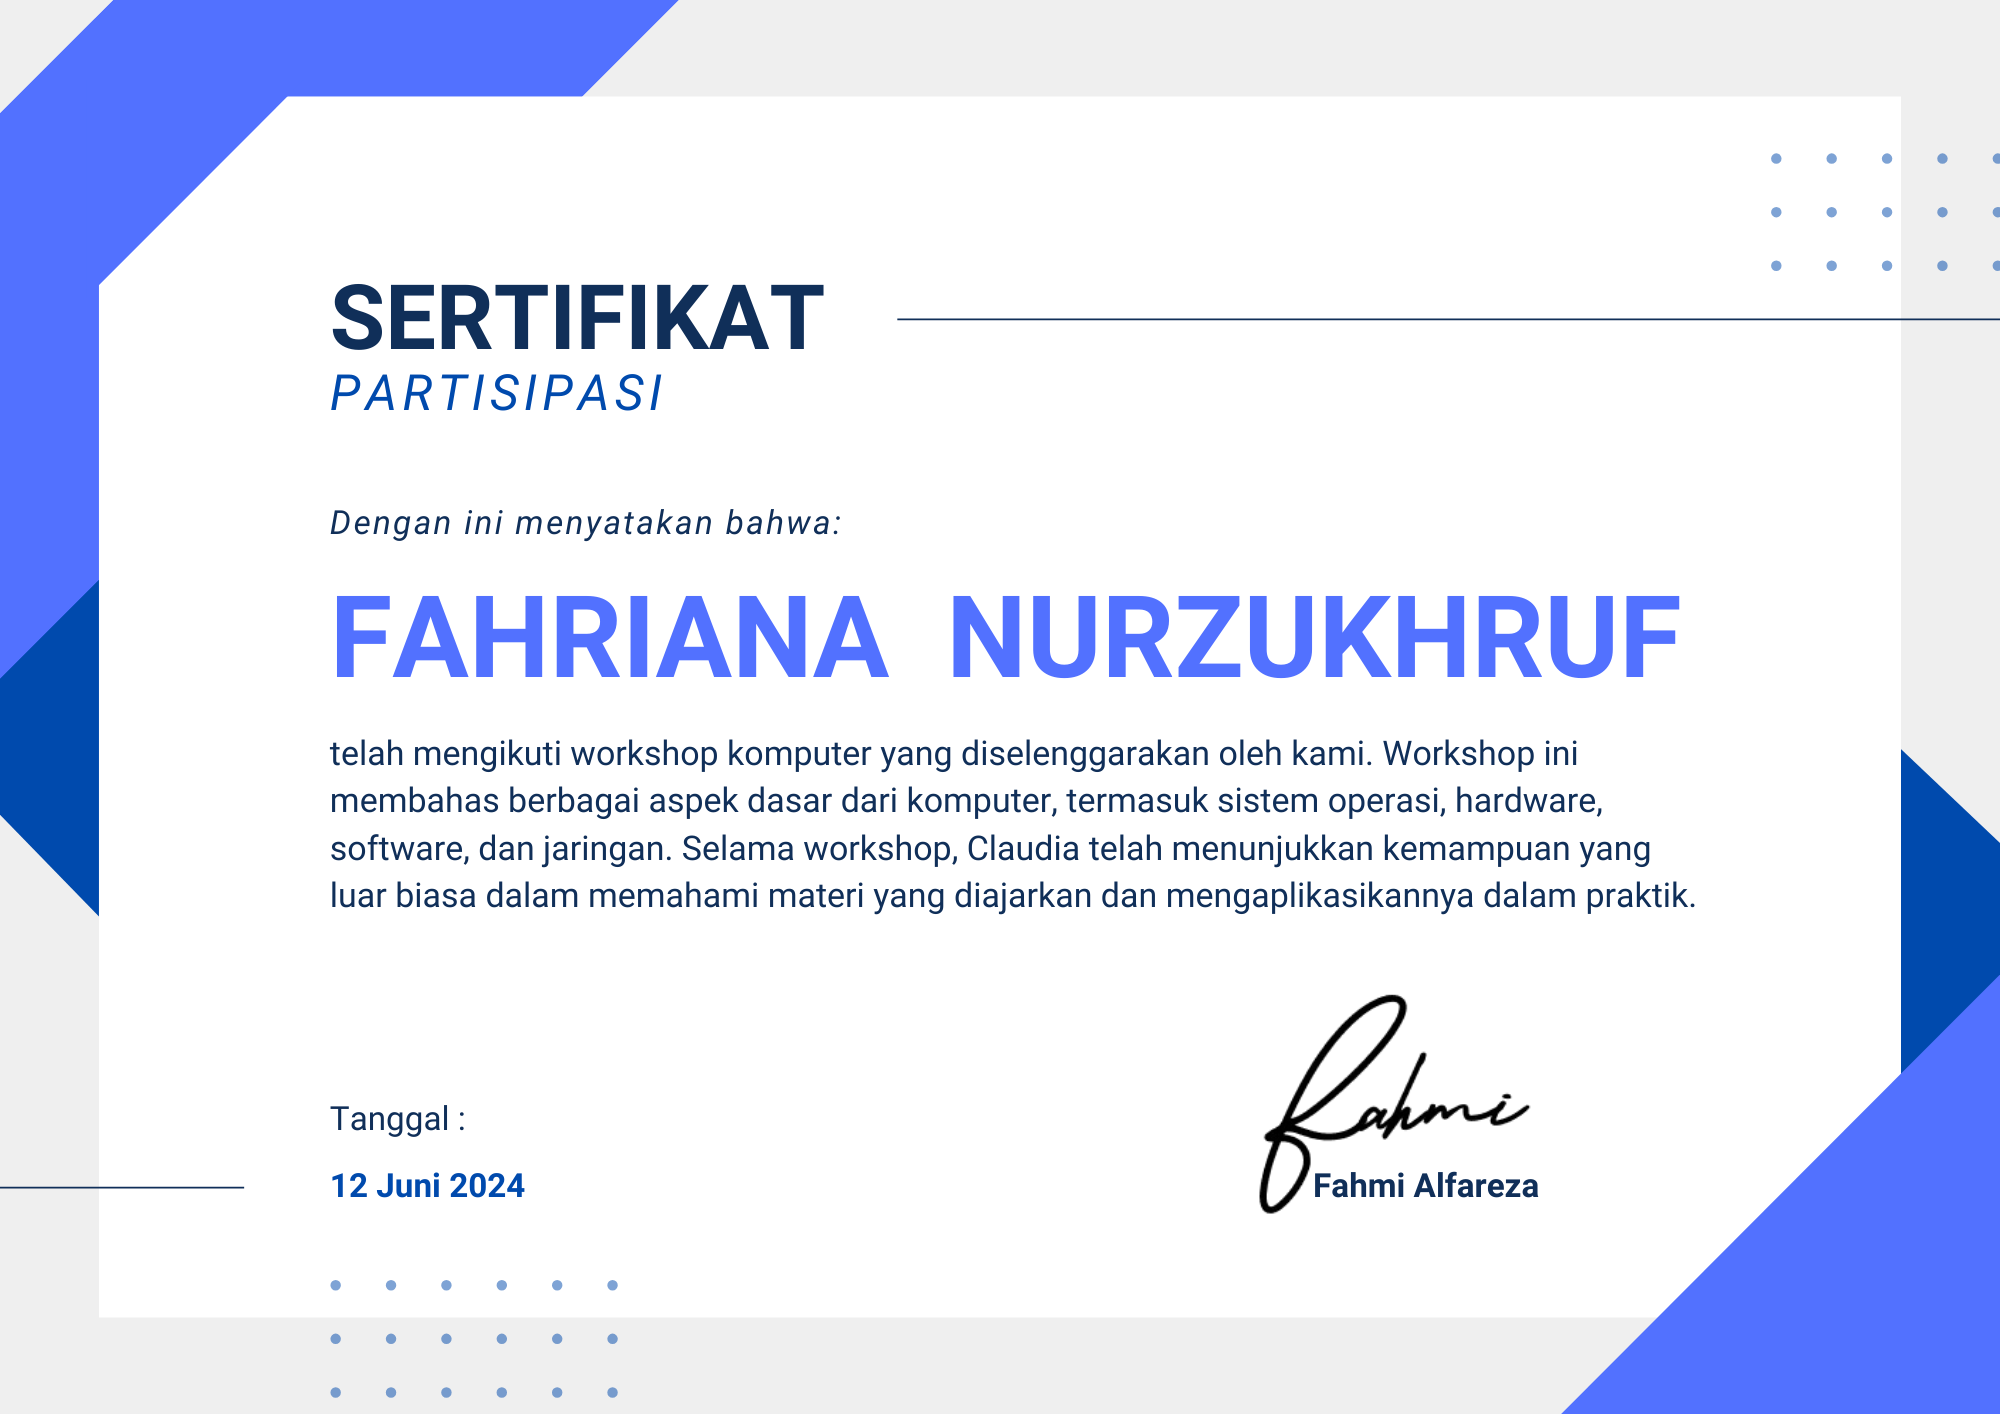 SERTIFIKAT
PARTISIPASI
Dengan ini menyatakan bahwa:
FAHRIANA NURZUKHRUF
telah mengikuti workshop komputer yang diselenggarakan oleh kami. Workshop ini
membahas berbagai aspek dasar dari komputer, termasuk sistem operasi, hardware,
software, dan jaringan. Selama workshop, Claudia telah menunjukkan kemampuan yang
luar biasa dalam memahami materi yang diajarkan dan mengaplikasikannya dalam praktik.
Tanggal :
12 Juni 2024
Fahmi
Fahmi Alfareza